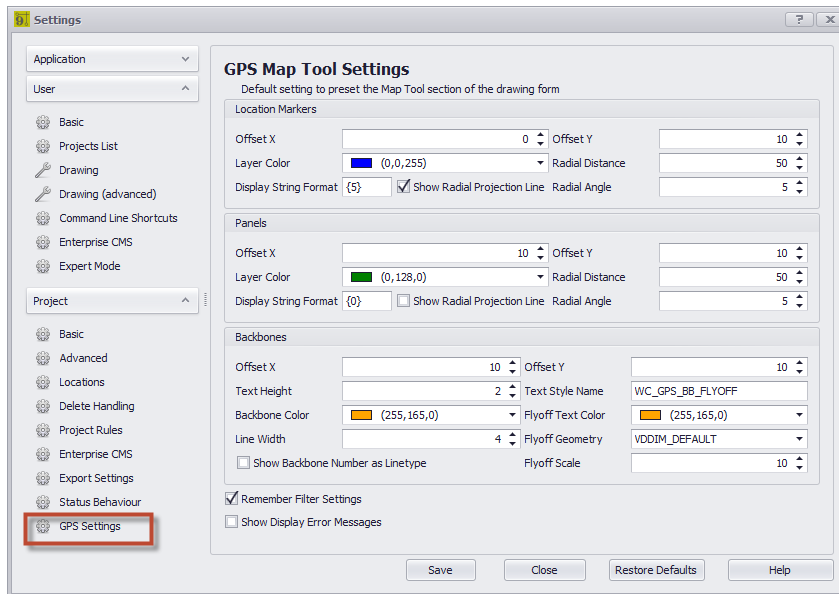 Settings
Application
User
Basic
Projects List
Drawing
Drawing (advanced)
Command Line Shortcuts
Enterprise CMS
Expert Mode
Project
Basic
Advanced
Locations
Delete Handling
Project Rules
Enterprise CMS
Export Settings
Status Behaviour
GPS Settings
GPS Map Tool Settings
Default setting to preset the Map Tool section of the drawing form
Location Markers
Offset X 0 Offset Y 10
Layer Color (0,0,255) Radial Distance 50
Display String Format {5} Show Radial Projection Line Radial Angle 5
Panels
Offset X 10 Offset Y 10
Layer Color (0,128,0) Radial Distance 50
Display String Format {0} Show Radial Projection Line Radial Angle 5
Backbones
Offset X 10 Offset Y 10
Text Height 2 Text Style Name WC_GPS_BB_FLYOFF
Backbone Color (255,165,0) Flyoff Text Color (255,165,0)
Line Width 4 Flyoff Geometry VDDIM_DEFAULT
Show Backbone Number as Linetype Flyoff Scale 10
Remember Filter Settings
Show Display Error Messages
Save Close Restore Defaults Help